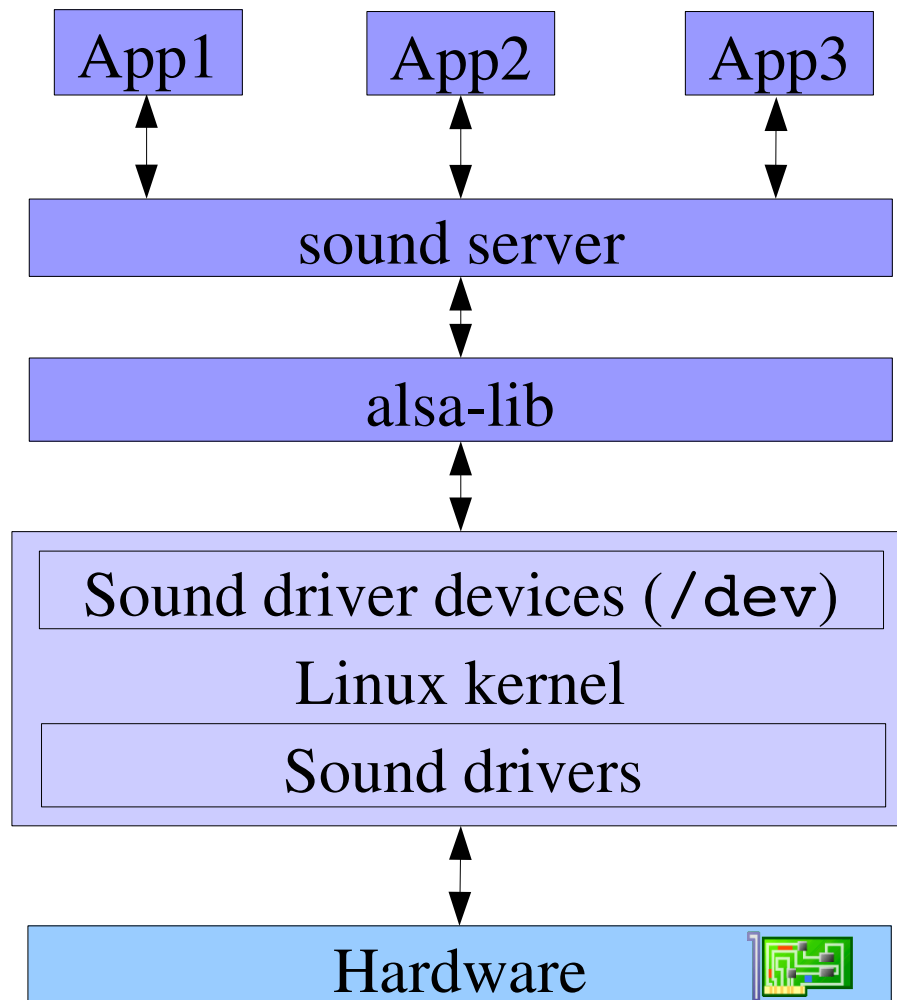 App1 App2 App3
sound server
alsa-lib
Sound driver devices (/dev)
Linux kernel
Sound drivers
Hardware